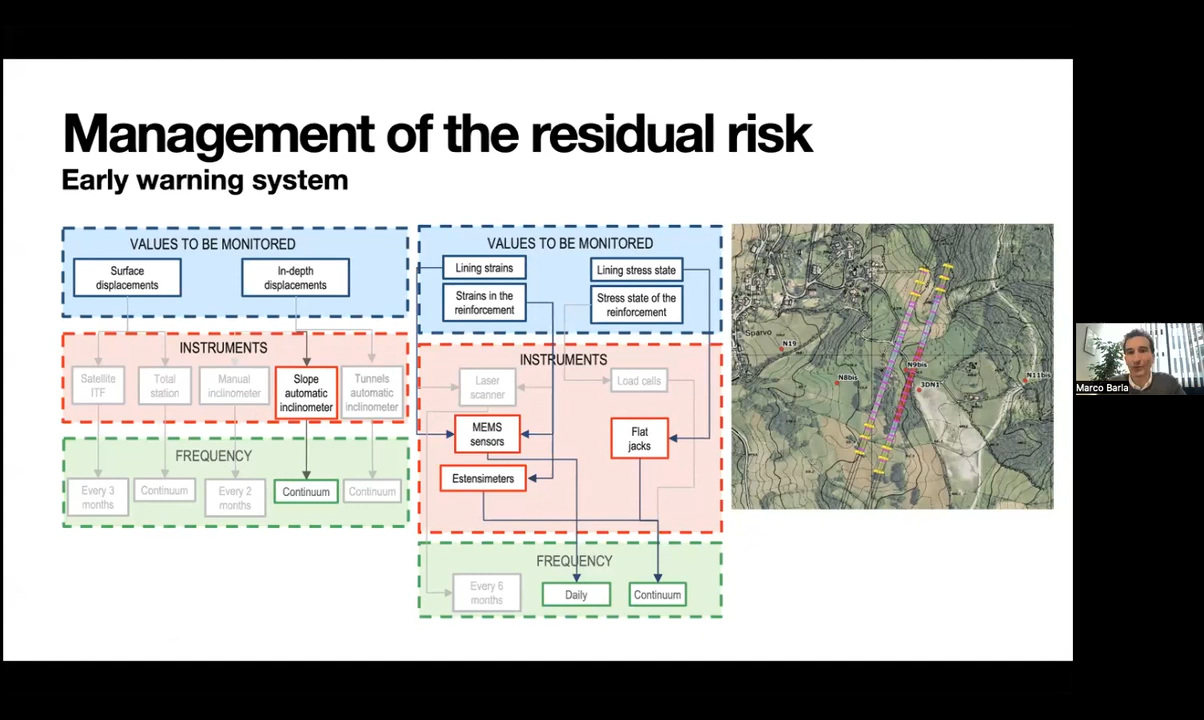 Management of the residual risk
Early warning system
VALUES TO BE MONITORED
Surface
displacements
In-depth
displacements
INSTRUMENTS
Satellite
ITF
Total
station
Manual
inclinometer
Slope
automatic
inclinometer
Tunnels
automatic
inclinometer
FREQUENCY
Every 3
months
Continuum
Every 2
months
Continuum
Continuum
VALUES TO BE MONITORED
Lining strains
Lining stress state
Strains in the
reinforcement
Stress state of the
reinforcement
INSTRUMENTS
Laser
scanner
Load cells
MEMS
sensors
Flat
jacks
Estensimeters
FREQUENCY
Every 6
months
Daily
Continuum
Sparvo
N19
N8bis
N9bis
3DN1
N11bis
Marco Barla